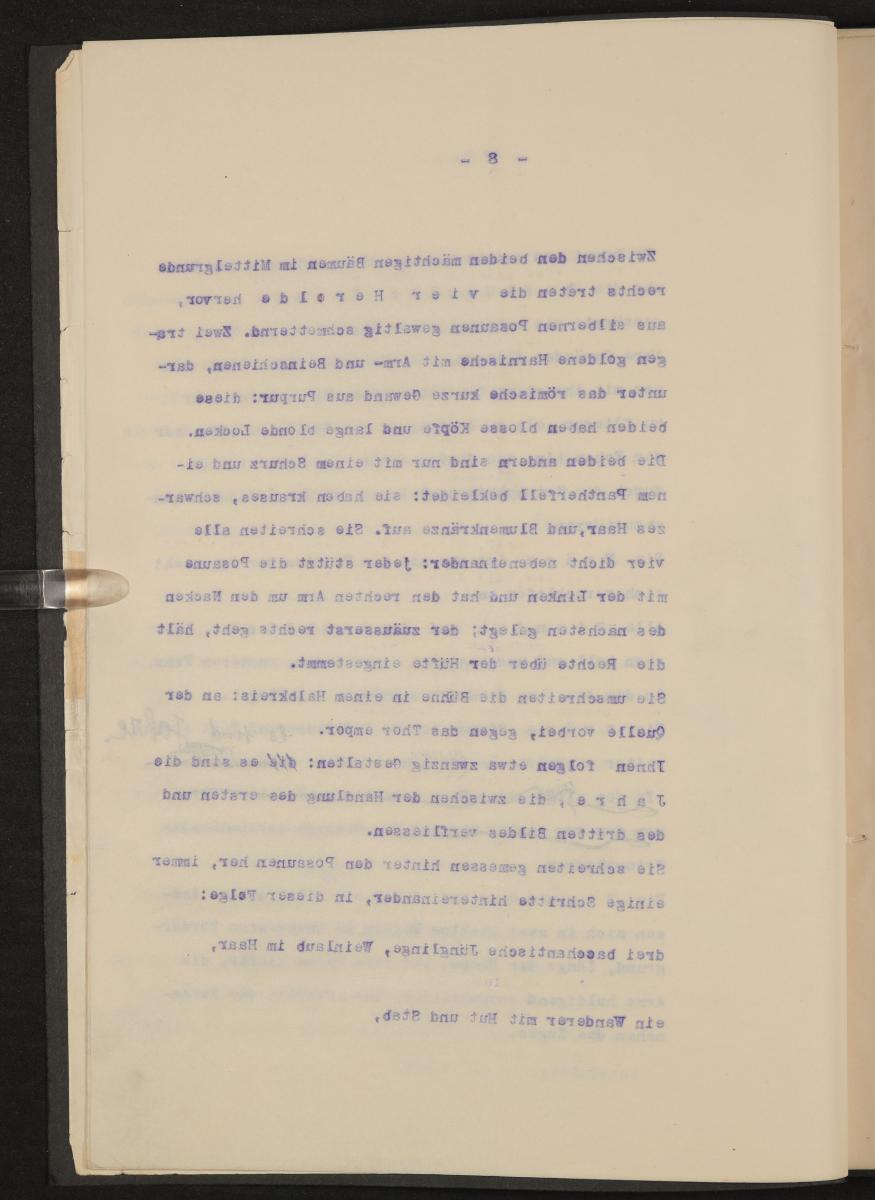 - 8 -
Zwischen den beiden mächtigen Bäumen im Mittelgrunde
rechts treten die v i e r H e r o l d e hervor,
aus silbernen Posaunen gewaltig schmetternd. Zwei tra-
gen goldene Harnische mit Arm- und Beinschienen, dar-
unter das römische kurze Gewand aus Purpur: diese
beiden haben blosse Köpfe und lange blonde Locken.
Die beiden andern sind nur mit einem Schurz und ei-
nem Pantherfell bekleidet: sie haben krauses, schwar-
zes Haar, und Blumenkränze auf. Sie schreiten alle
vier dicht nebeneinander: jeder stützt die Posaune
mit der Linken und hat den rechten Arm um den Nacken
des nächsten gelegt; der zuäusserst rechts geht, hält
die Rechte über der Hüfte eingestemmt.
Sie umschreiten die Bühne in einem Halbkreis: an der
Quelle vorbei, gegen das Thor empor.
Ihnen folgen etwa zwanzig Gestalten: es sind die
J a h r e , die zwischen der Handlung des ersten und
des dritten Bildes verfliessen.
Sie schreiten gemessen hinter den Posaunen her, immer
einige Schritte hintereinander, in dieser Folge:
drei bacchantische Jünglinge, Weinlaub im Haar,
ein Wanderer mit Hut und Stab,